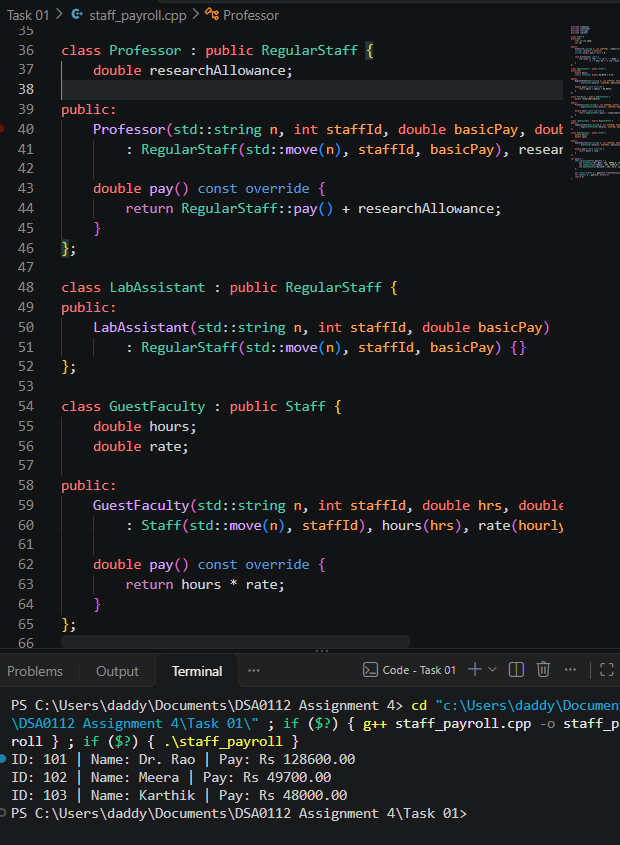 Task 01 > staff_payroll.cpp > Professor
35
36 class Professor : public RegularStaff {
37     double researchAllowance;
38
39 public:
40     Professor(std::string n, int staffId, double basicPay, doub
41         : RegularStaff(std::move(n), staffId, basicPay), resear
42
43     double pay() const override {
44         return RegularStaff::pay() + researchAllowance;
45     }
46 };
47
48 class LabAssistant : public RegularStaff {
49 public:
50     LabAssistant(std::string n, int staffId, double basicPay)
51         : RegularStaff(std::move(n), staffId, basicPay) {}
52 };
53
54 class GuestFaculty : public Staff {
55     double hours;
56     double rate;
57
58 public:
59     GuestFaculty(std::string n, int staffId, double hrs, double
60         : Staff(std::move(n), staffId), hours(hrs), rate(hourly
61
62     double pay() const override {
63         return hours * rate;
64     }
65 };
66
Problems Output Terminal ··· Code - Task 01
PS C:\Users\daddy\Documents\DSA0112 Assignment 4> cd "c:\Users\daddy\Documen
\DSA0112 Assignment 4\Task 01\" ; if ($?) { g++ staff_payroll.cpp -o staff_p
roll } ; if ($?) { .\staff_payroll }
ID: 101 | Name: Dr. Rao | Pay: Rs 128600.00
ID: 102 | Name: Meera | Pay: Rs 49700.00
ID: 103 | Name: Karthik | Pay: Rs 48000.00
PS C:\Users\daddy\Documents\DSA0112 Assignment 4\Task 01>